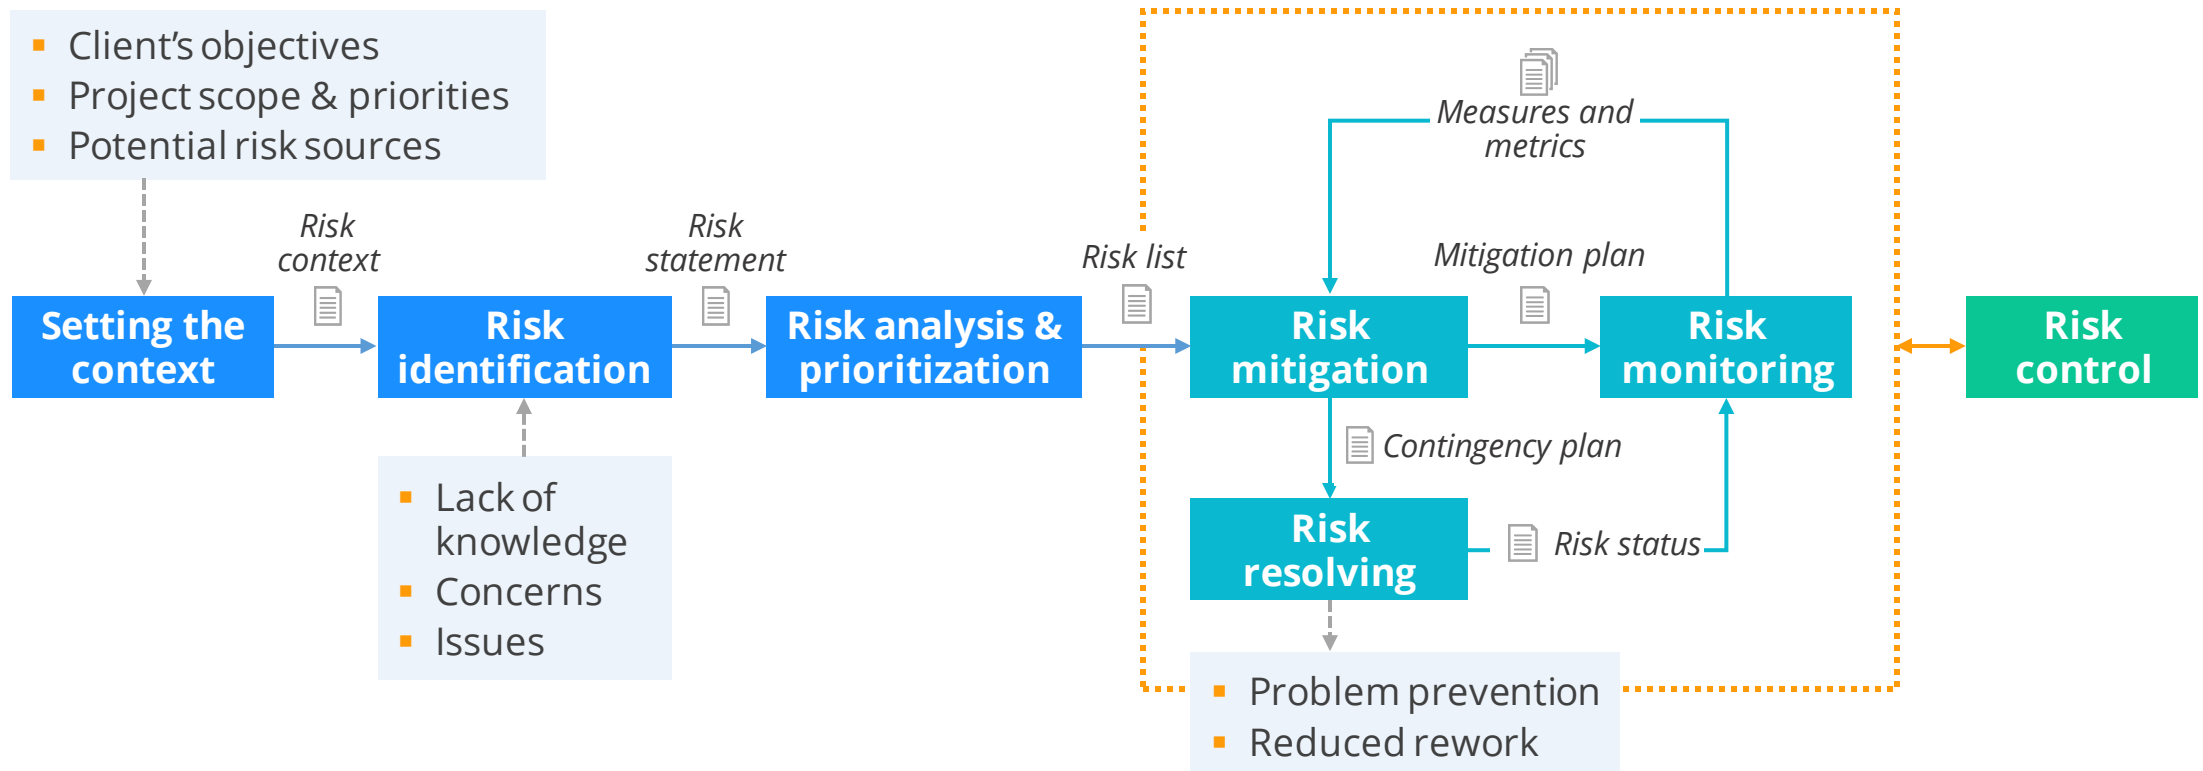 Client's objectives
Project scope & priorities
Potential risk sources
Risk
context
Risk
statement
Risk list
Measures and
metrics
Mitigation plan
Setting the
context
Risk
identification
Risk analysis &
prioritization
Risk
mitigation
Risk
monitoring
Risk
control
Contingency plan
Lack of
knowledge
Concerns
Issues
Risk
resolving
Risk status
Problem prevention
Reduced rework